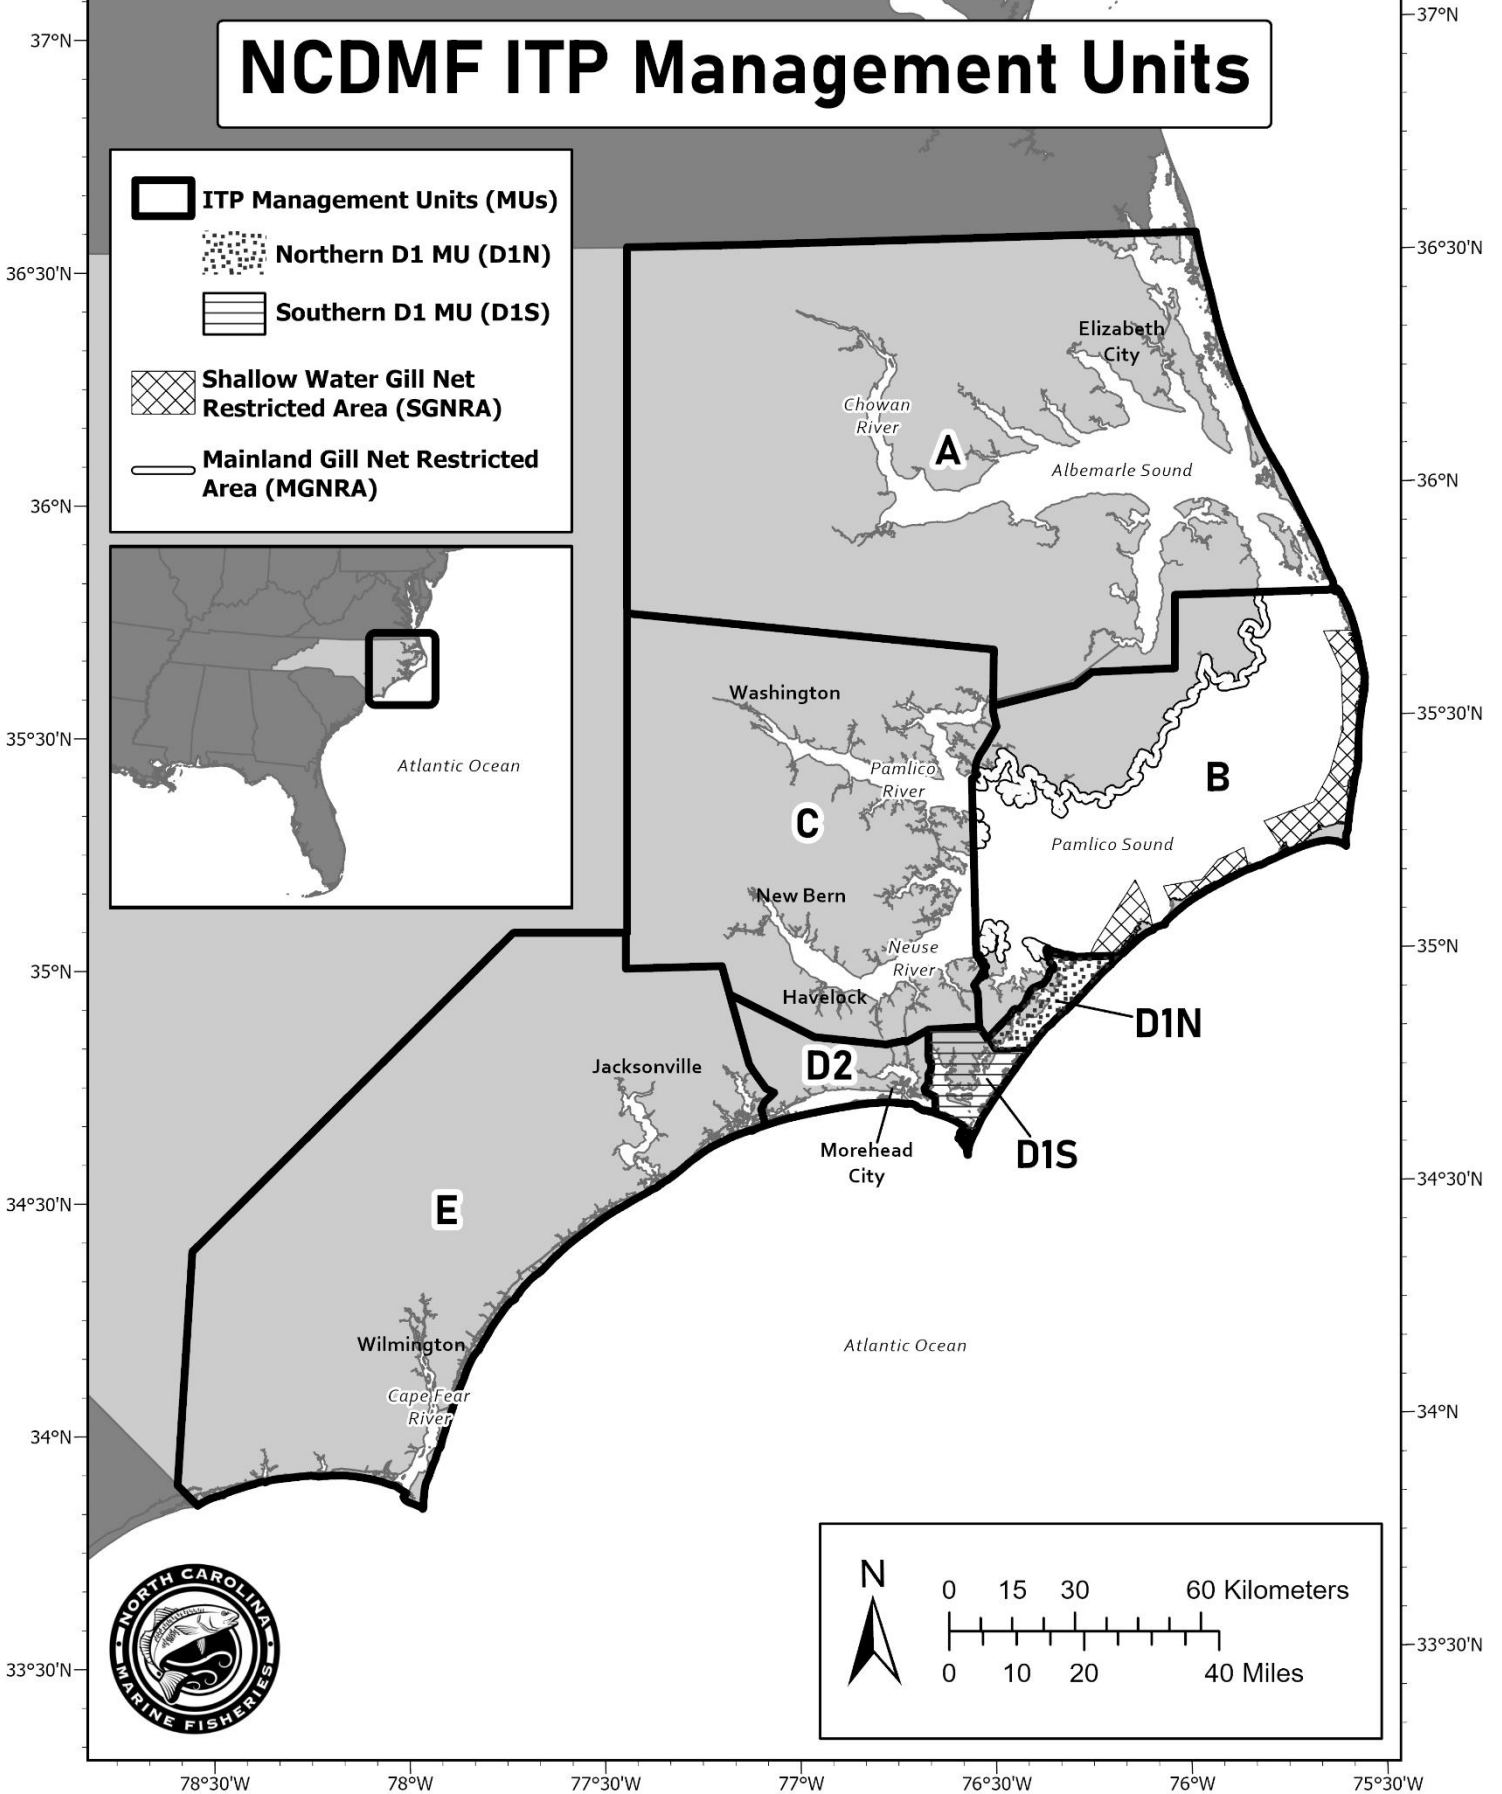 NCDMF ITP Management Units
37°N
37°N
ITP Management Units (MUs)
Northern D1 MU (D1N)
Southern D1 MU (D1S)
Shallow Water Gill Net
Restricted Area (SGNRA)
Mainland Gill Net Restricted
Area (MGNRA)
36°30'N
36°30'N
Elizabeth
City
Chowan
River
A
Albemarle Sound
36°N
36°N
Washington
35°30'N
35°30'N
Atlantic Ocean
Pamlico
River
B
C
Pamlico Sound
New Bern
Neuse
River
35°N
35°N
Havelock
D1N
D2
Jacksonville
Morehead
City
D1S
34°30'N
34°30'N
E
Wilmington
Atlantic Ocean
Cape Fear
River
34°N
34°N
NORTH CAROLINA
MARINE FISHERIES
N
0 15 30 60 Kilometers
0 10 20 40 Miles
33°30'N
33°30'N
78°30'W 78°W 77°30'W 77°W 76°30'W 76°W 75°30'W